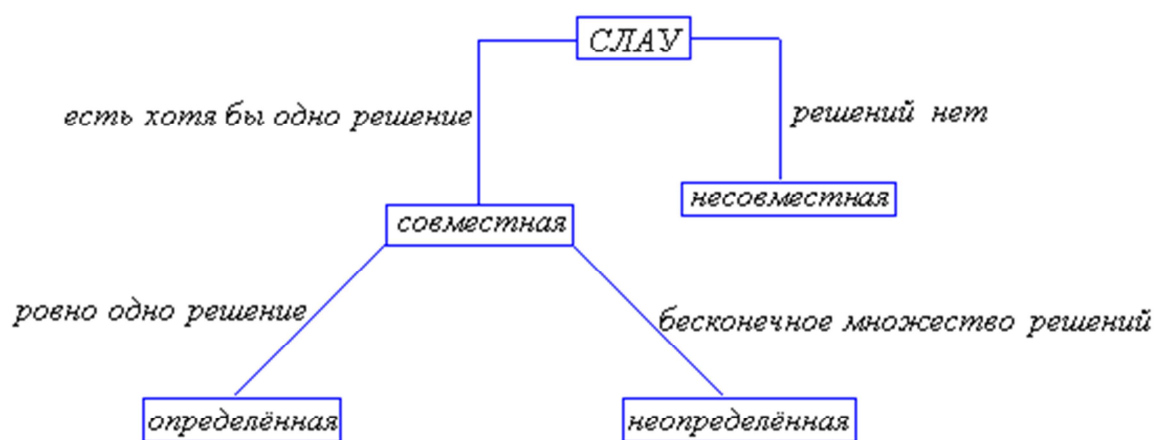 СЛАУ
есть хотя бы одно решение
решений нет
несовместная
совместная
ровно одно решение
бесконечное множество решений
определённая
неопределённая